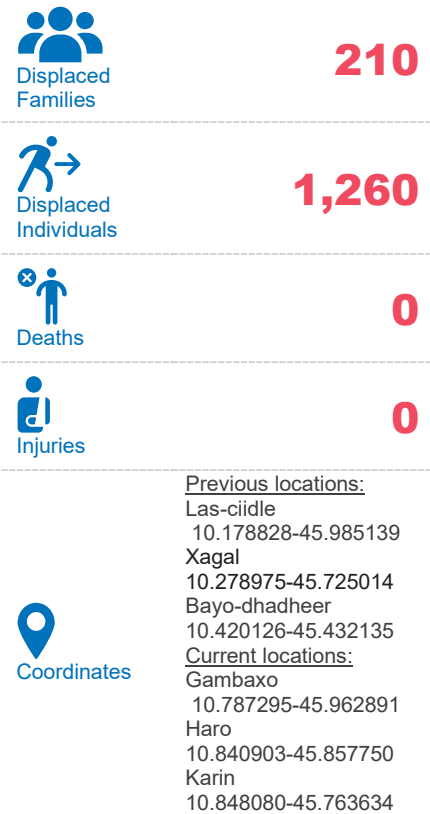 Displaced
Families
210
Displaced
Individuals
1,260
Deaths
0
Injuries
0
Coordinates
Previous locations:
Las-ciidle
10.178828-45.985139
Xagal
10.278975-45.725014
Bayo-dhadheer
10.420126-45.432135
Current locations:
Gambaxo
10.787295-45.962891
Haro
10.840903-45.857750
Karin
10.848080-45.763634